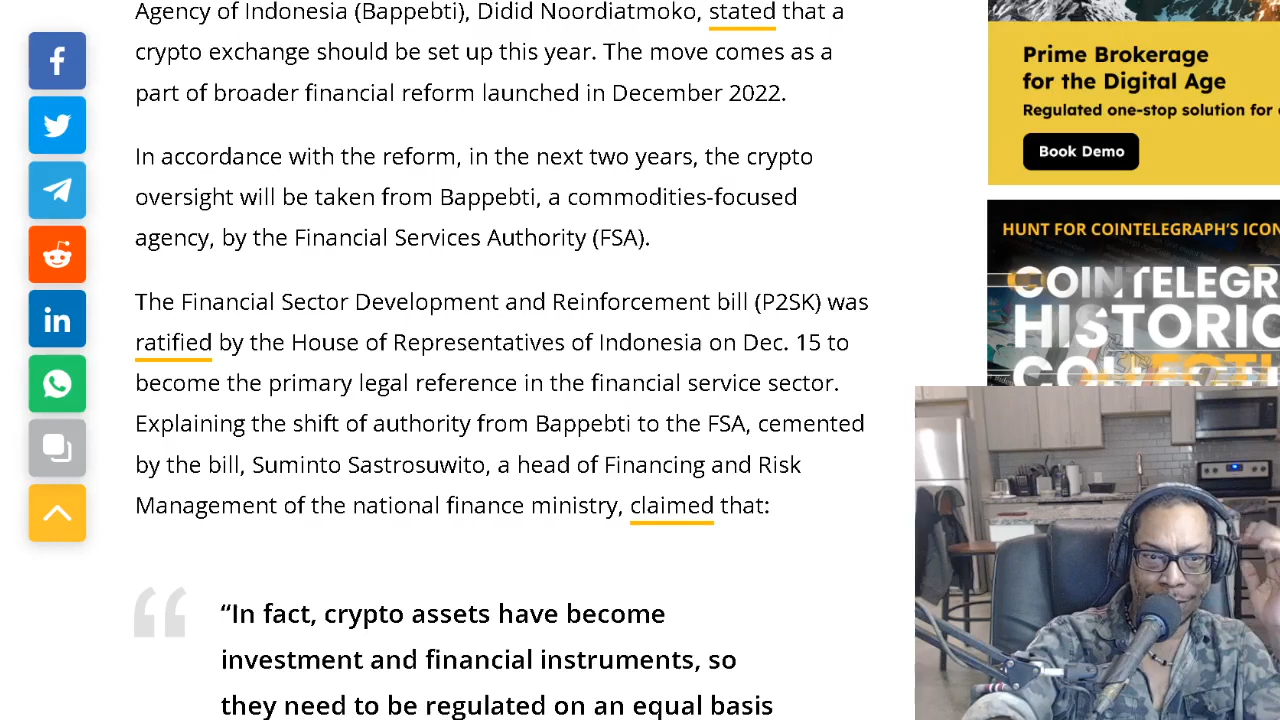 Agency of Indonesia (Bappebti), Didid Noordiatmoko, stated that a
crypto exchange should be set up this year. The move comes as a
part of broader financial reform launched in December 2022.
In accordance with the reform, in the next two years, the crypto
oversight will be taken from Bappebti, a commodities-focused
agency, by the Financial Services Authority (FSA).
The Financial Sector Development and Reinforcement bill (P2SK) was
ratified by the House of Representatives of Indonesia on Dec. 15 to
become the primary legal reference in the financial service sector.
Explaining the shift of authority from Bappebti to the FSA, cemented
by the bill, Suminto Sastrosuwito, a head of Financing and Risk
Management of the national finance ministry, claimed that:
“In fact, crypto assets have become
investment and financial instruments, so
they need to be regulated on an equal basis
Prime Brokerage
for the Digital Age
Regulated one-stop solution for
Book Demo
HUNT FOR COINTELEGRAPH'S ICON
COINTELEGR
HISTORIC